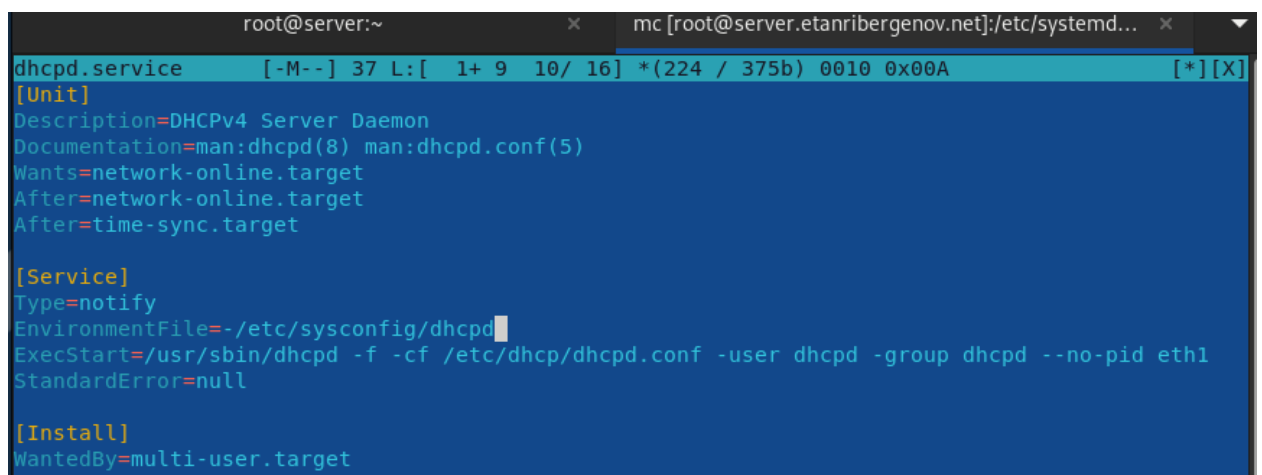 root@server:~ × mc [root@server.etanribergenov.net]:/etc/systemd... ×
dhcpd.service [-M--] 37 L:[ 1+ 9 10/ 16] *(224 / 375b) 0010 0x00A [*][X]
[Unit]
Description=DHCPv4 Server Daemon
Documentation=man:dhcpd(8) man:dhcpd.conf(5)
Wants=network-online.target
After=network-online.target
After=time-sync.target
[Service]
Type=notify
EnvironmentFile=-/etc/sysconfig/dhcpd
ExecStart=/usr/sbin/dhcpd -f -cf /etc/dhcp/dhcpd.conf -user dhcpd -group dhcpd --no-pid eth1
StandardError=null
[Install]
WantedBy=multi-user.target